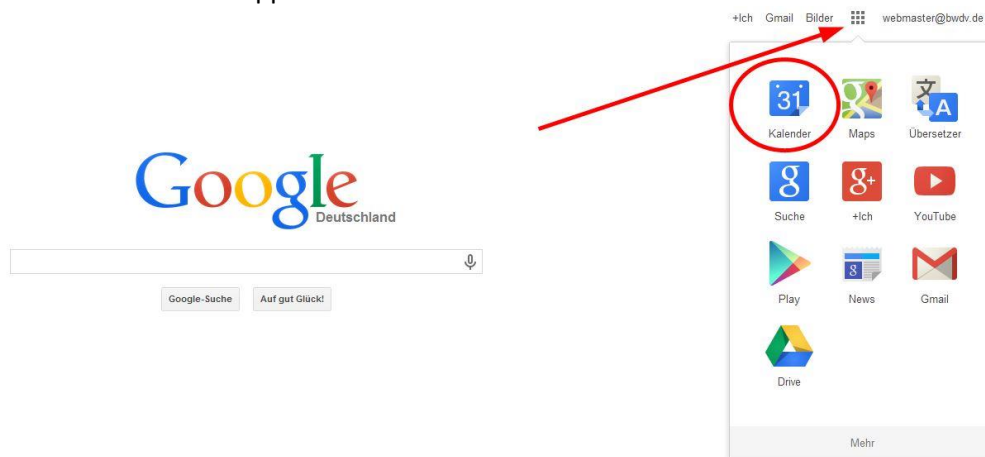 +Ich Gmail Bilder webmaster@bwdv.de
31
Kalender Maps Übersetzer
Google
Deutschland
Suche +Ich YouTube
Google-Suche Auf gut Glück!
Play News Gmail
Drive
Mehr